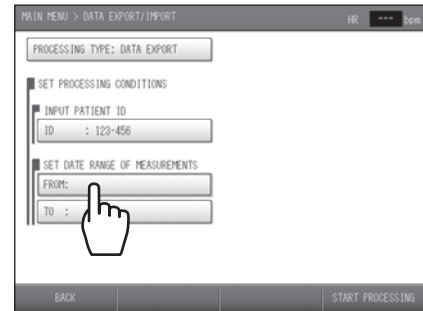 MAIN MENU > DATA EXPORT/IMPORT HR --- bpm
PROCESSING TYPE: DATA EXPORT
SET PROCESSING CONDITIONS
INPUT PATIENT ID
ID : 123-456
SET DATE RANGE OF MEASUREMENTS
FROM:
TO :
BACK START PROCESSING